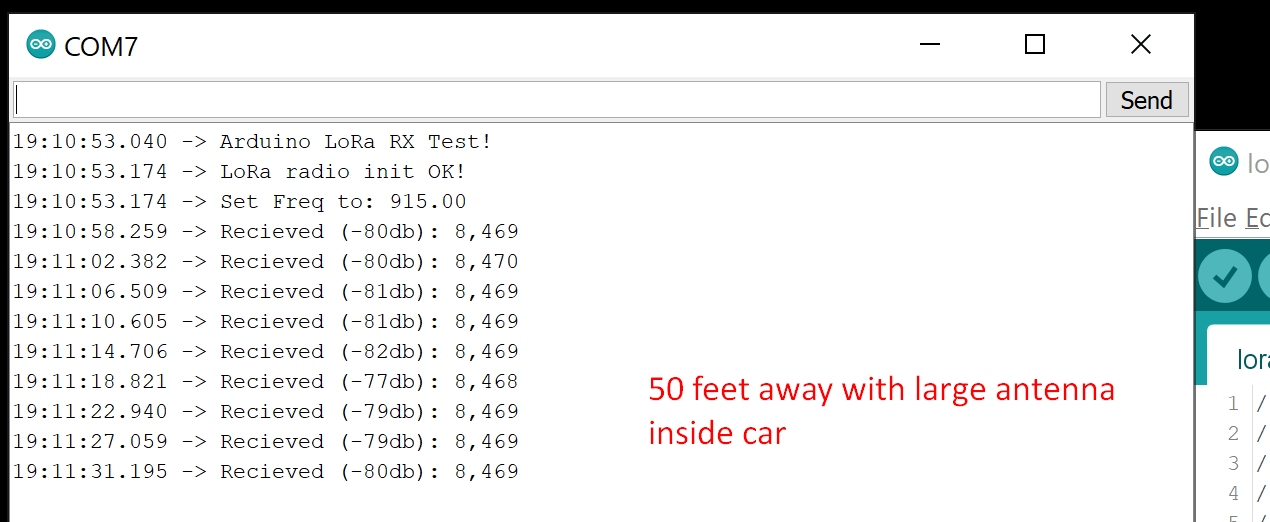 COM7
Send
19:10:53.040 -> Arduino LoRa RX Test!
19:10:53.174 -> LoRa radio init OK!
19:10:53.174 -> Set Freq to: 915.00
19:10:58.259 -> Recieved (-80db): 8,469
19:11:02.382 -> Recieved (-80db): 8,470
19:11:06.509 -> Recieved (-81db): 8,469
19:11:10.605 -> Recieved (-81db): 8,469
19:11:14.706 -> Recieved (-82db): 8,469
19:11:18.821 -> Recieved (-77db): 8,468
19:11:22.940 -> Recieved (-79db): 8,469
19:11:27.059 -> Recieved (-79db): 8,469
19:11:31.195 -> Recieved (-80db): 8,469
50 feet away with large antenna
inside car
lo
File Ed
lora
1 /
2 /
3 /
4 /
5 /